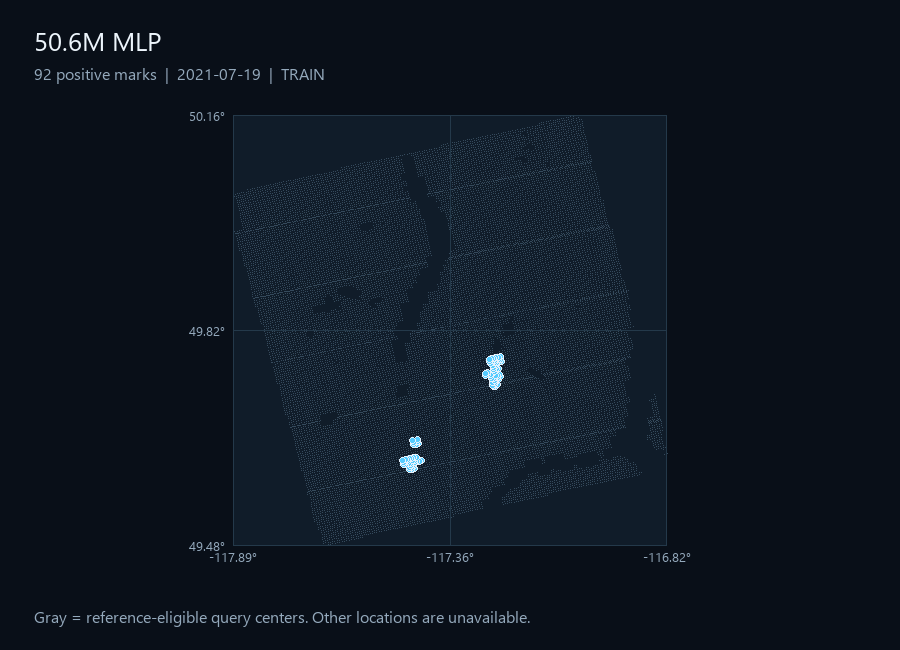 50.6M MLP
92 positive marks | 2021-07-19 | TRAIN
50.16°
49.82°
49.48°
-117.89°
-117.36°
-116.82°
Gray = reference-eligible query centers. Other locations are unavailable.